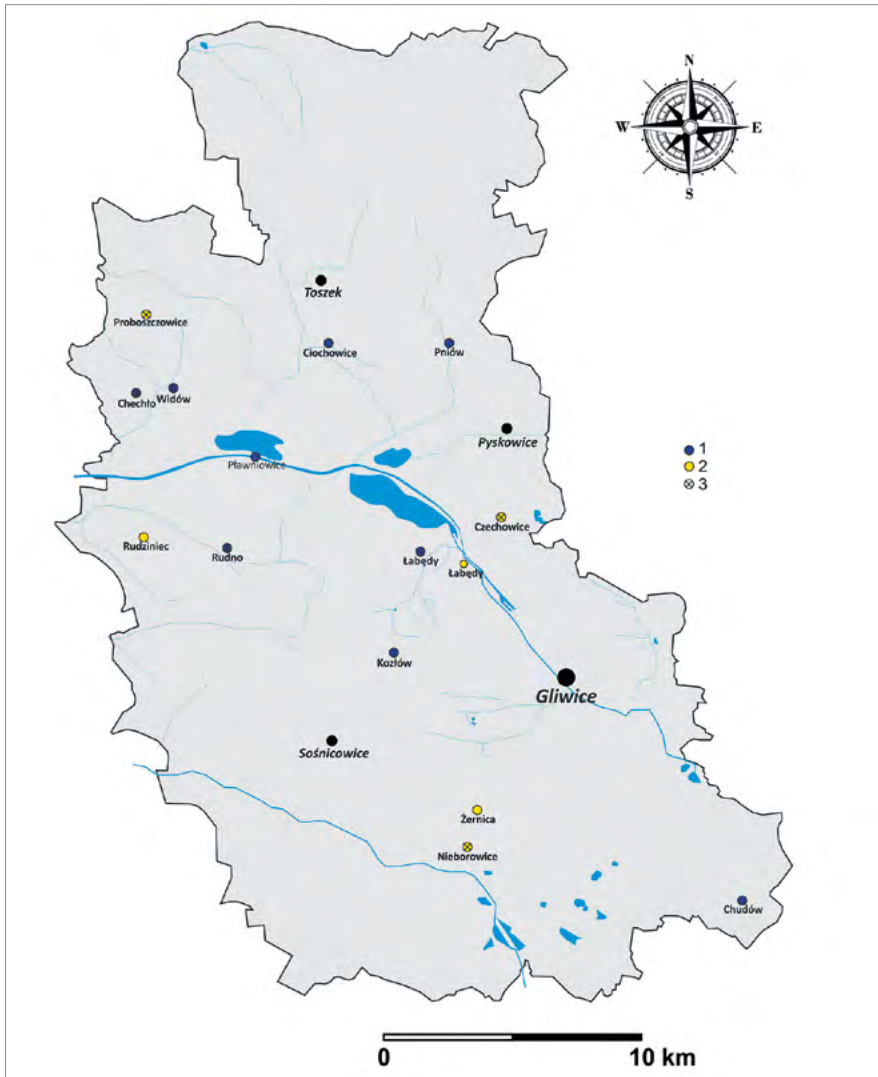 N
W
E
S
Toszek
Proboszczowice
Ciochowice
Pniów
Chechło
Widów
Pyskowice
1
2
3
Pławniowice
Czechowice
Rudziniec
Rudno
Łabędy
Łabędy
Kozłów
Gliwice
Sośnicowice
Żernica
Nieborowice
Chudów
0
10 km